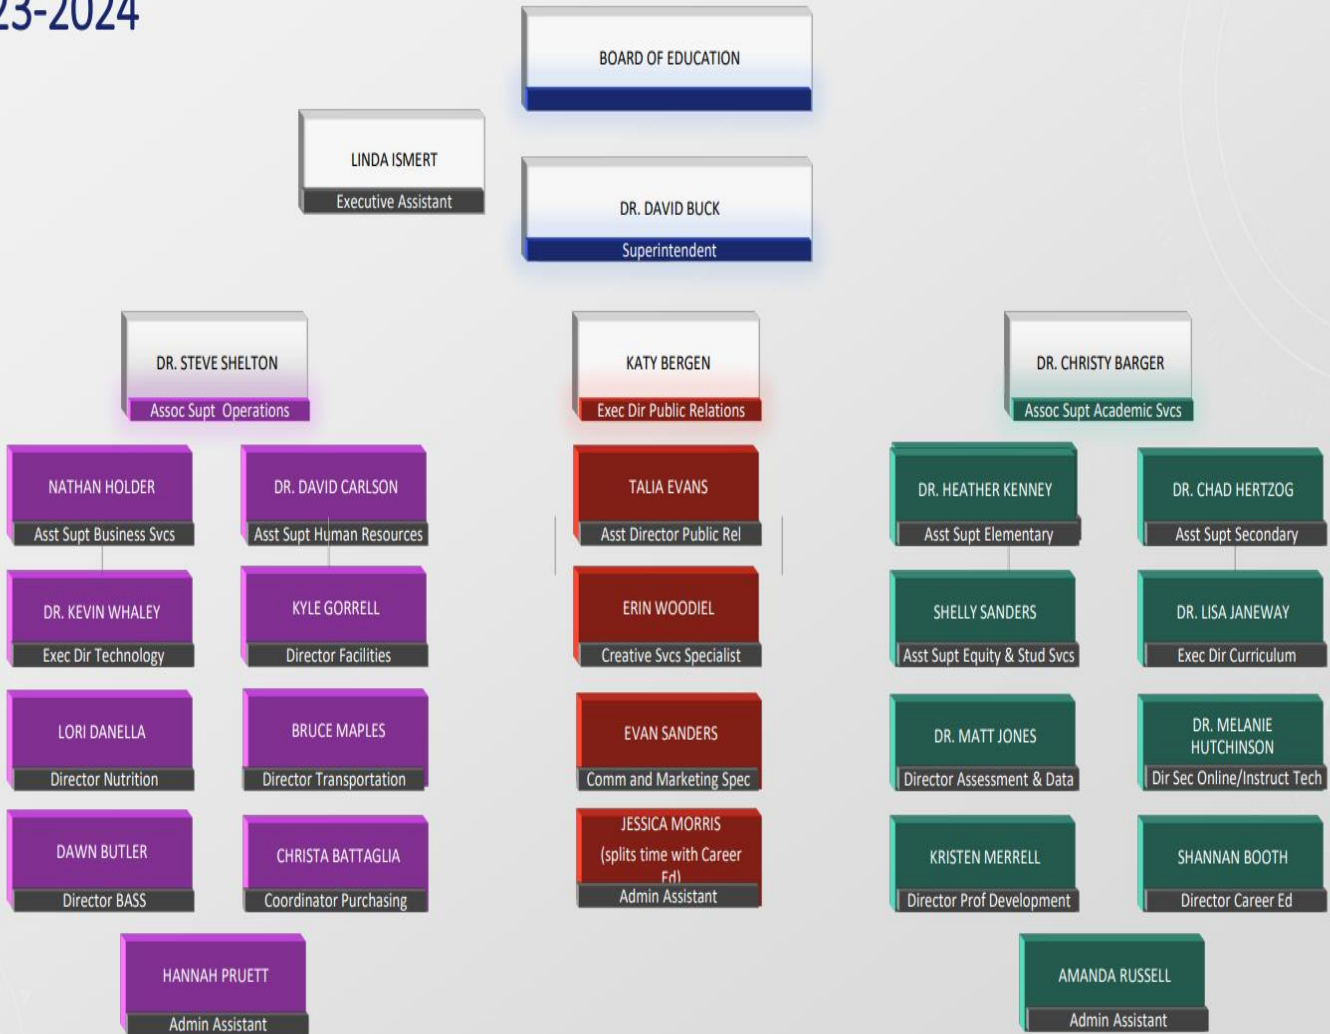 23-2024
BOARD OF EDUCATION
LINDA ISMERT
Executive Assistant
DR. DAVID BUCK
Superintendent
DR. STEVE SHELTON
Assoc Supt Operations
KATY BERGEN
Exec Dir Public Relations
DR. CHRISTY BARGER
Assoc Supt Academic Svcs
NATHAN HOLDER
Asst Supt Business Svcs
DR. DAVID CARLSON
Asst Supt Human Resources
TALIA EVANS
Asst Director Public Rel
DR. HEATHER KENNEY
Asst Supt Elementary
DR. CHAD HERTZOG
Asst Supt Secondary
DR. KEVIN WHALEY
Exec Dir Technology
KYLE GORRELL
Director Facilities
ERIN WOODIEL
Creative Svcs Specialist
SHELLY SANDERS
Asst Supt Equity & Stud Svcs
DR. LISA JANEWAY
Exec Dir Curriculum
LORI DANELLA
Director Nutrition
BRUCE MAPLES
Director Transportation
EVAN SANDERS
Comm and Marketing Spec
DR. MATT JONES
Director Assessment & Data
DR. MELANIE
HUTCHINSON
Dir Sec Online/Instruct Tech
DAWN BUTLER
Director BASS
CHRISTA BATTAGLIA
Coordinator Purchasing
JESSICA MORRIS
(splits time with Career
Ed)
Admin Assistant
KRISTEN MERRELL
Director Prof Development
SHANNAN BOOTH
Director Career Ed
HANNAH PRUETT
Admin Assistant
AMANDA RUSSELL
Admin Assistant